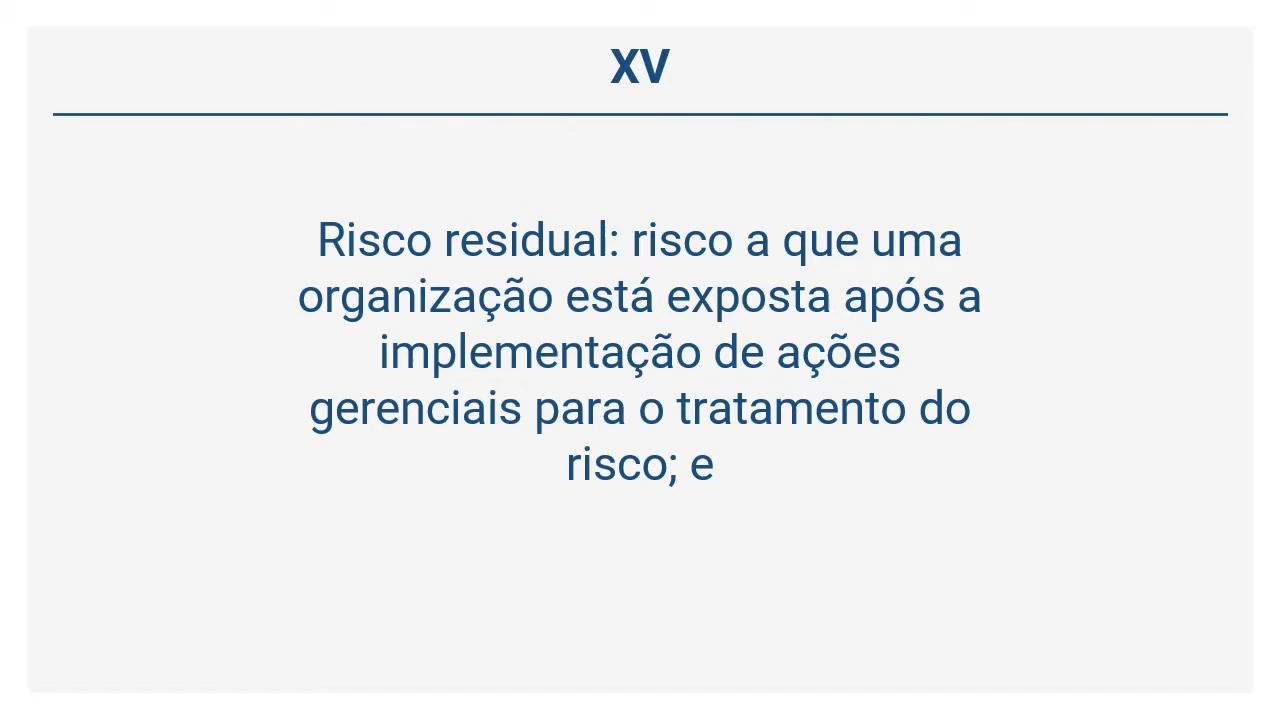 XV
Risco residual: risco a que uma
organização está exposta após a
implementação de ações
gerenciais para o tratamento do
risco; e